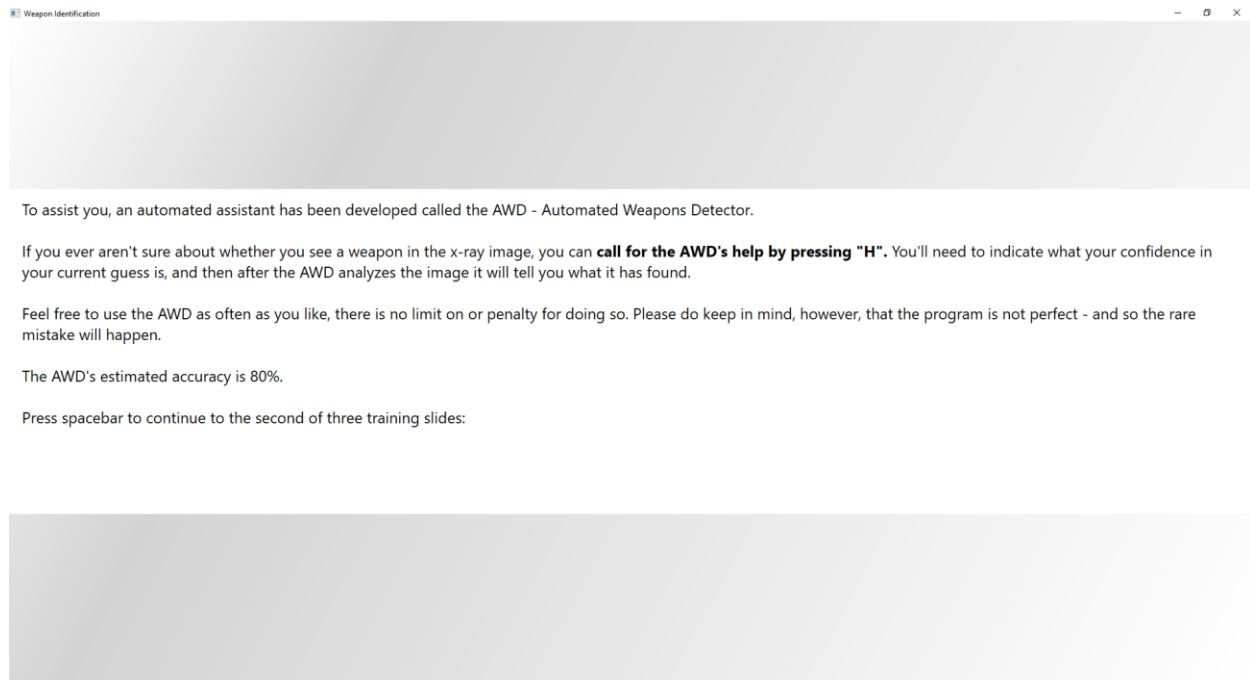 Weapon Identification
To assist you, an automated assistant has been developed called the AWD - Automated Weapons Detector.
If you ever aren't sure about whether you see a weapon in the x-ray image, you can call for the AWD's help by pressing "H". You'll need to indicate what your confidence in
your current guess is, and then after the AWD analyzes the image it will tell you what it has found.
Feel free to use the AWD as often as you like, there is no limit on or penalty for doing so. Please do keep in mind, however, that the program is not perfect - and so the rare
mistake will happen.
The AWD's estimated accuracy is 80%.
Press spacebar to continue to the second of three training slides: